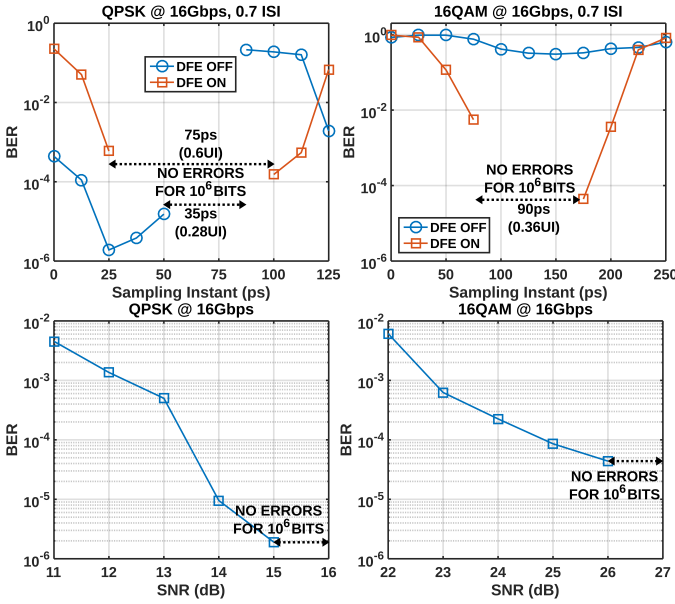 QPSK @ 16Gbps, 0.7 ISI
10^0
10^-2
10^-4
10^-6
BER
DFE OFF
DFE ON
75ps
(0.6UI)
NO ERRORS
FOR 10^6 BITS
35ps
(0.28UI)
0 25 50 75 100 125
Sampling Instant (ps)
16QAM @ 16Gbps, 0.7 ISI
10^0
10^-2
10^-4
10^-6
BER
NO ERRORS
FOR 10^6 BITS
90ps
(0.36UI)
DFE OFF
DFE ON
0 50 100 150 200 250
Sampling Instant (ps)
QPSK @ 16Gbps
10^-2
10^-3
10^-4
10^-5
10^-6
BER
NO ERRORS
FOR 10^6 BITS
11 12 13 14 15 16
SNR (dB)
16QAM @ 16Gbps
10^-2
10^-3
10^-4
10^-5
10^-6
BER
NO ERRORS
FOR 10^6 BITS
22 23 24 25 26 27
SNR (dB)